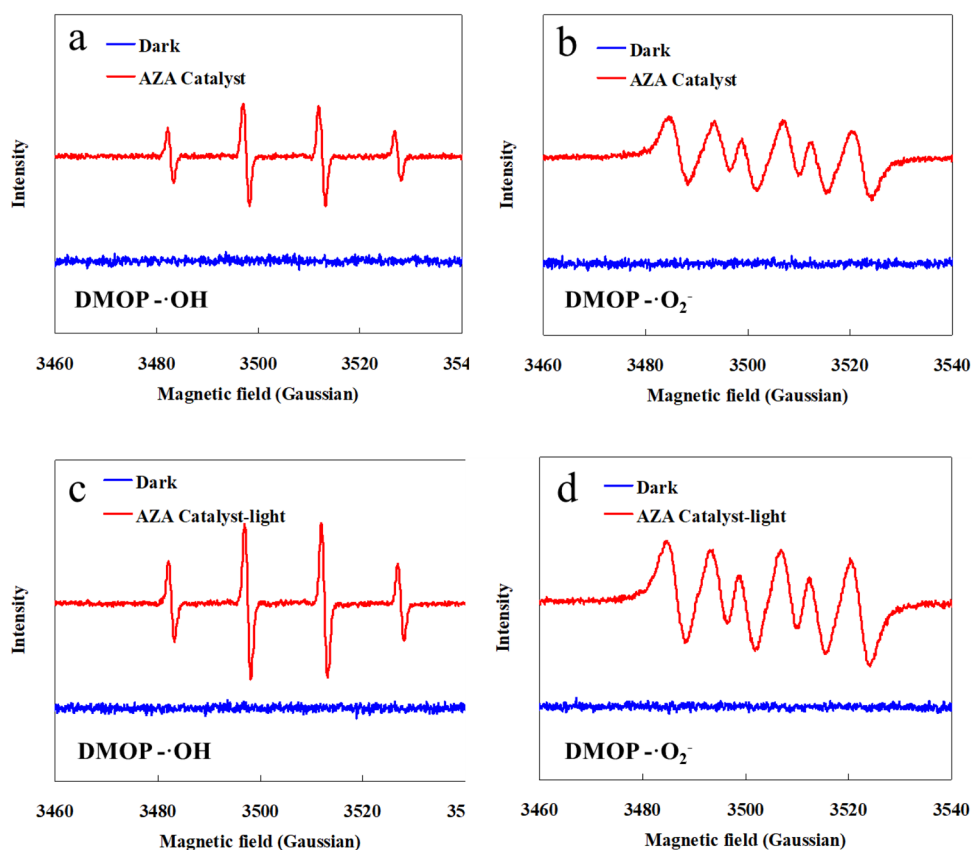 a
Dark
AZA Catalyst
Intensity
DMOP -·OH
3460 3480 3500 3520 354
Magnetic field (Gaussian)
b
Dark
AZA Catalyst
Intensity
DMOP -·O₂⁻
3460 3480 3500 3520 3540
Magnetic field (Gaussian)
c
Dark
AZA Catalyst-light
Intensity
DMOP -·OH
3460 3480 3500 3520 35
Magnetic field (Gaussian)
d
Dark
AZA Catalyst-light
Intensity
DMOP -·O₂⁻
3460 3480 3500 3520 3540
Magnetic field (Gaussian)